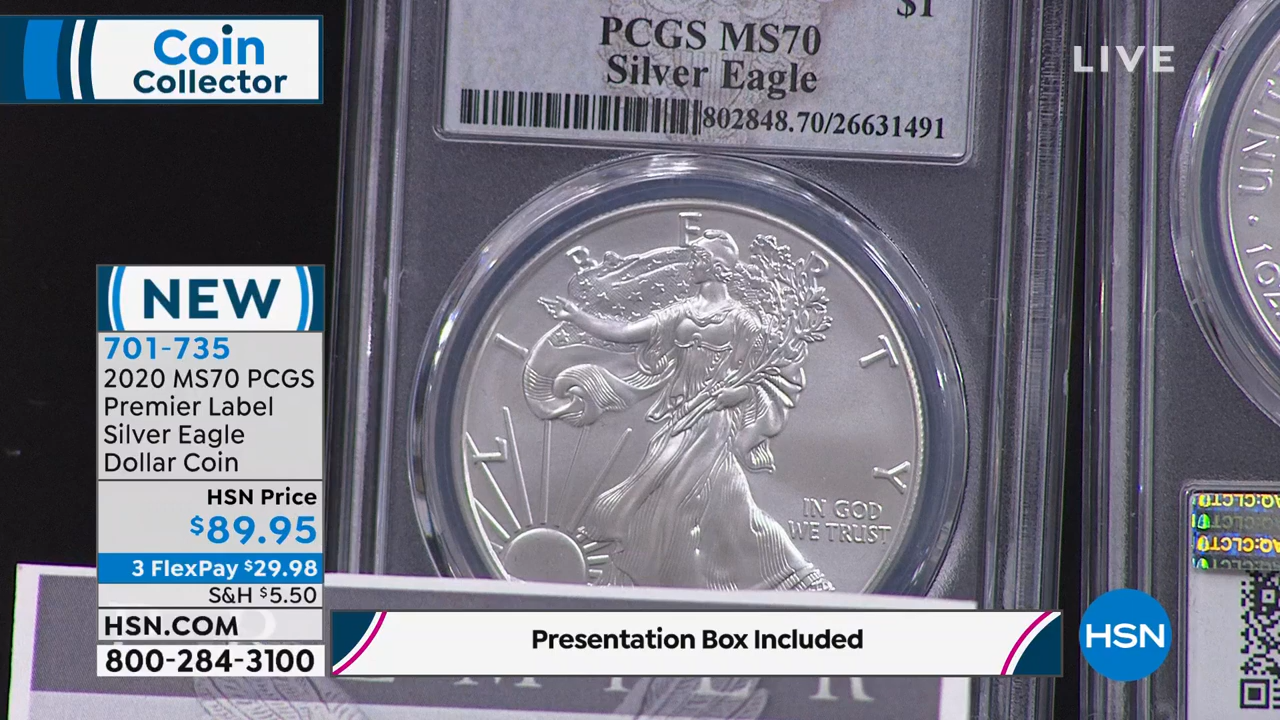 Coin
Collector
LIVE
$1
PCGS MS70
Silver Eagle
802848.70/26631491
LIBERTY
IN GOD
WE TRUST
NEW
701-735
2020 MS70 PCGS
Premier Label
Silver Eagle
Dollar Coin
HSN Price
$89.95
3 FlexPay $29.98
S&H $5.50
HSN.COM
800-284-3100
Presentation Box Included
HSN